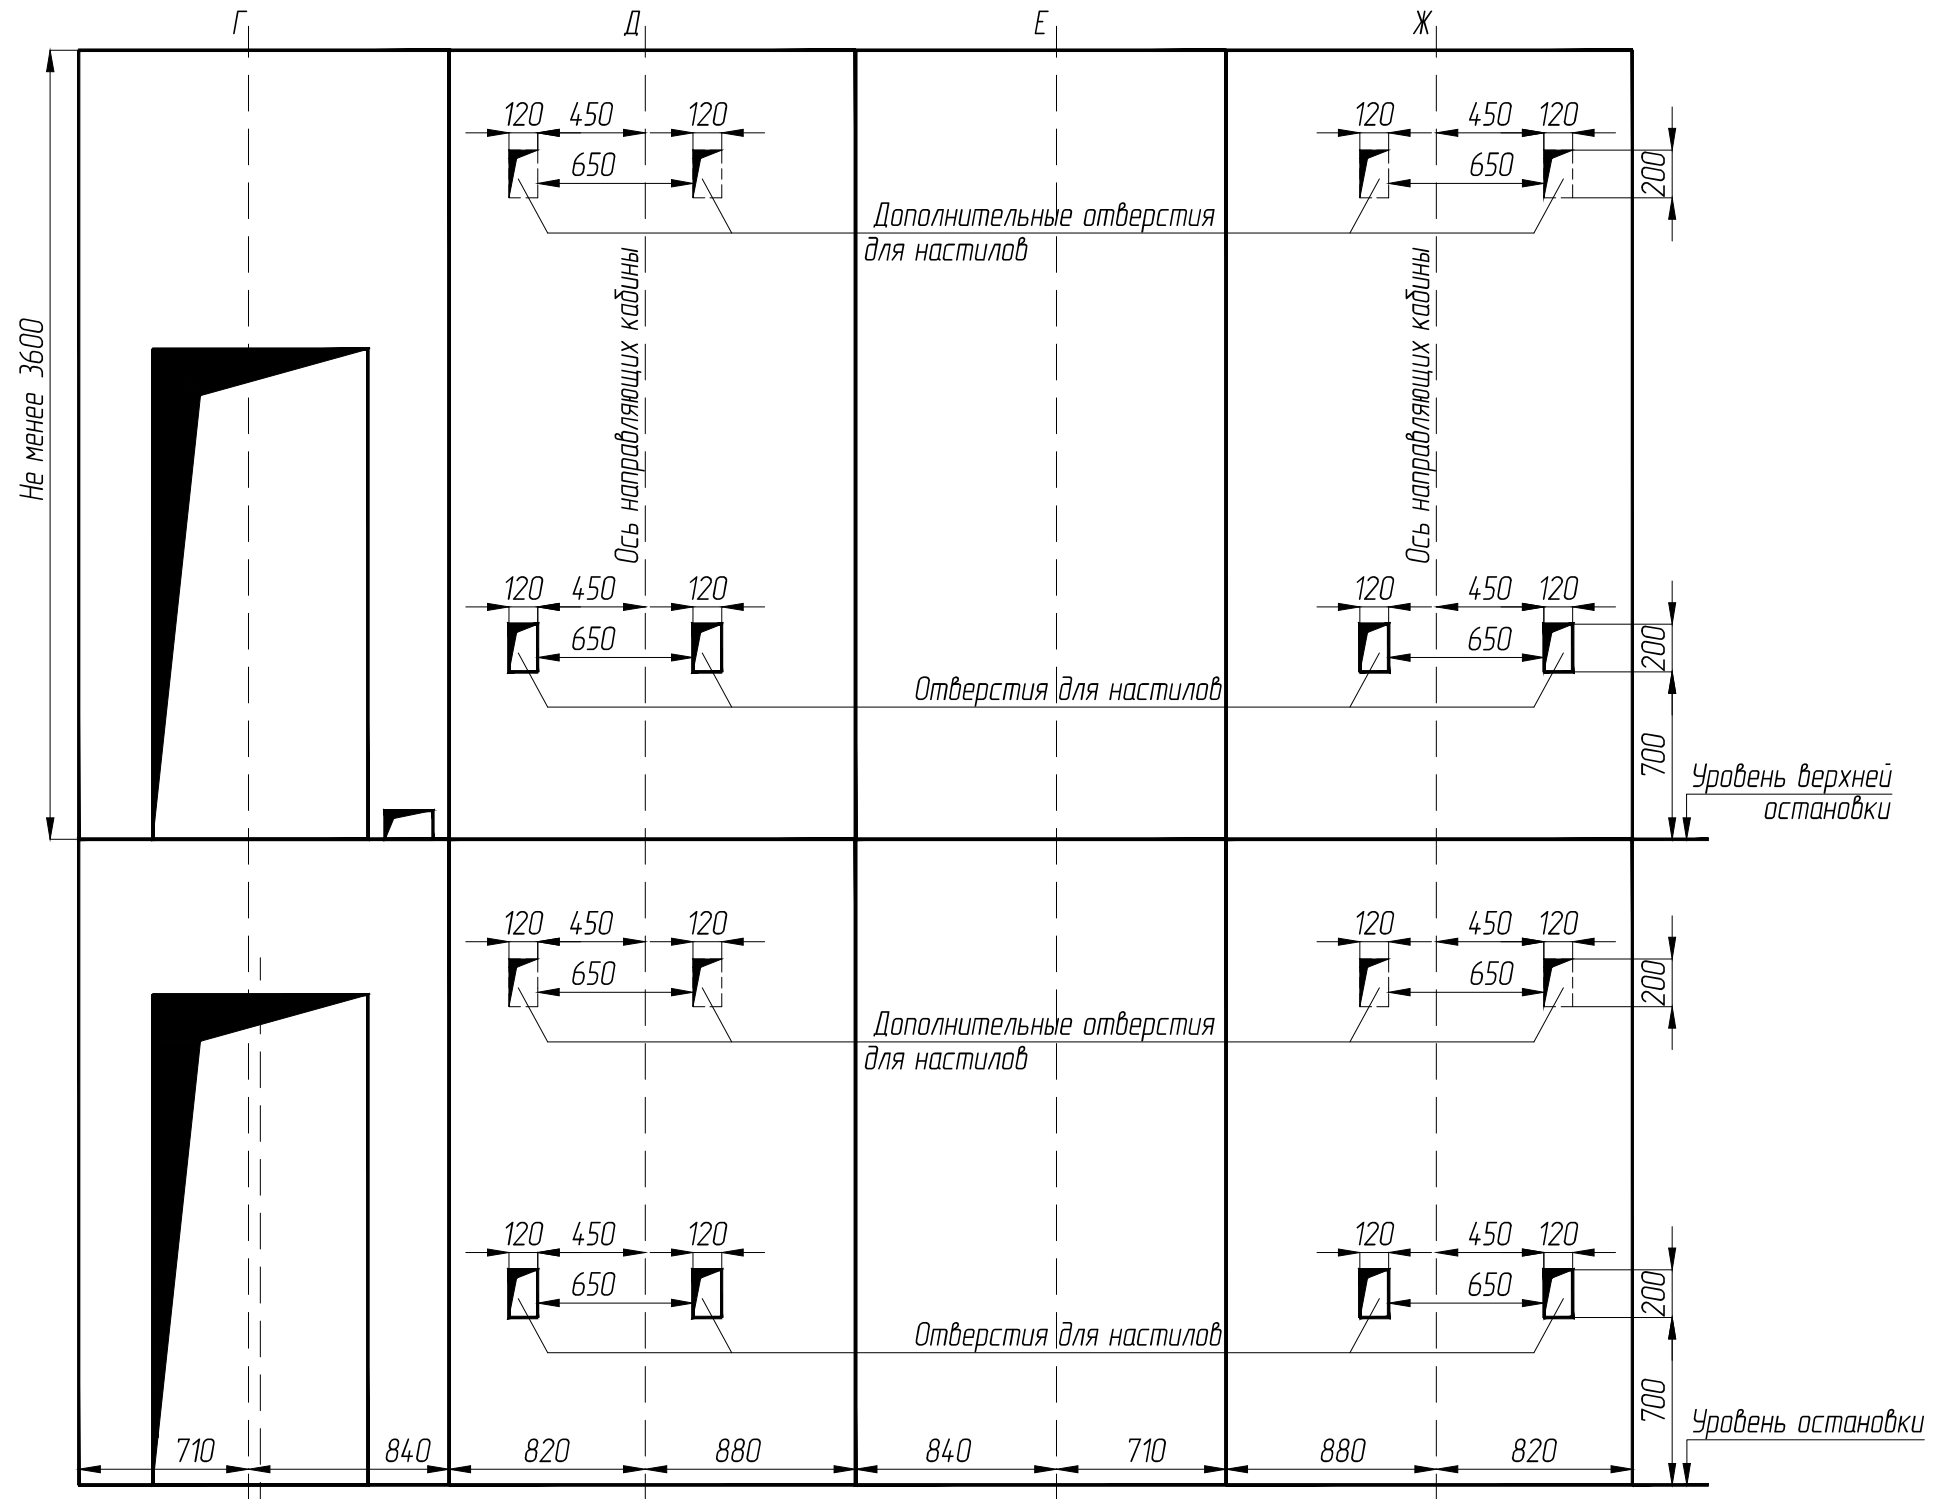 Г Д Е Ж
120 450 120 120 450 120
650 650 200
Дополнительные отверстия
для настилов
Ось направляющих кабины Ось направляющих кабины
Не менее 3600
120 450 120 120 450 120
650 650 200
Отверстия для настилов
700
Уровень верхней
остановки
120 450 120 120 450 120
650 650 200
Дополнительные отверстия
для настилов
120 450 120 120 450 120
650 650 200
Отверстия для настилов
700
Уровень остановки
710 840 820 880 840 710 880 820